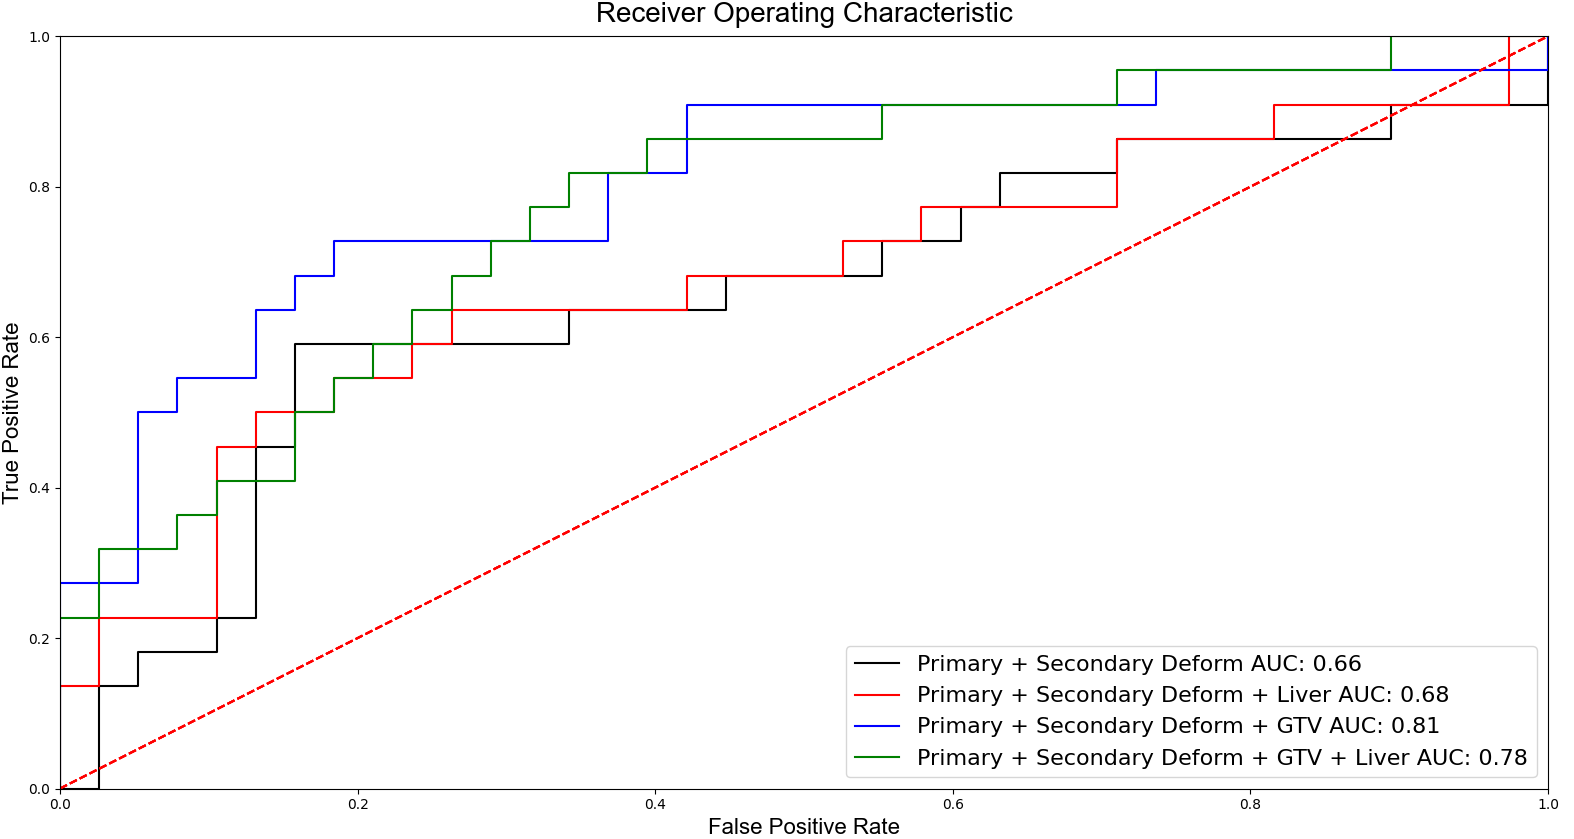 Receiver Operating Characteristic
True Positive Rate
1.0
0.8
0.6
0.4
0.2
0.0
Primary + Secondary Deform AUC: 0.66
Primary + Secondary Deform + Liver AUC: 0.68
Primary + Secondary Deform + GTV AUC: 0.81
Primary + Secondary Deform + GTV + Liver AUC: 0.78
0.0 0.2 0.4 0.6 0.8 1.0
False Positive Rate